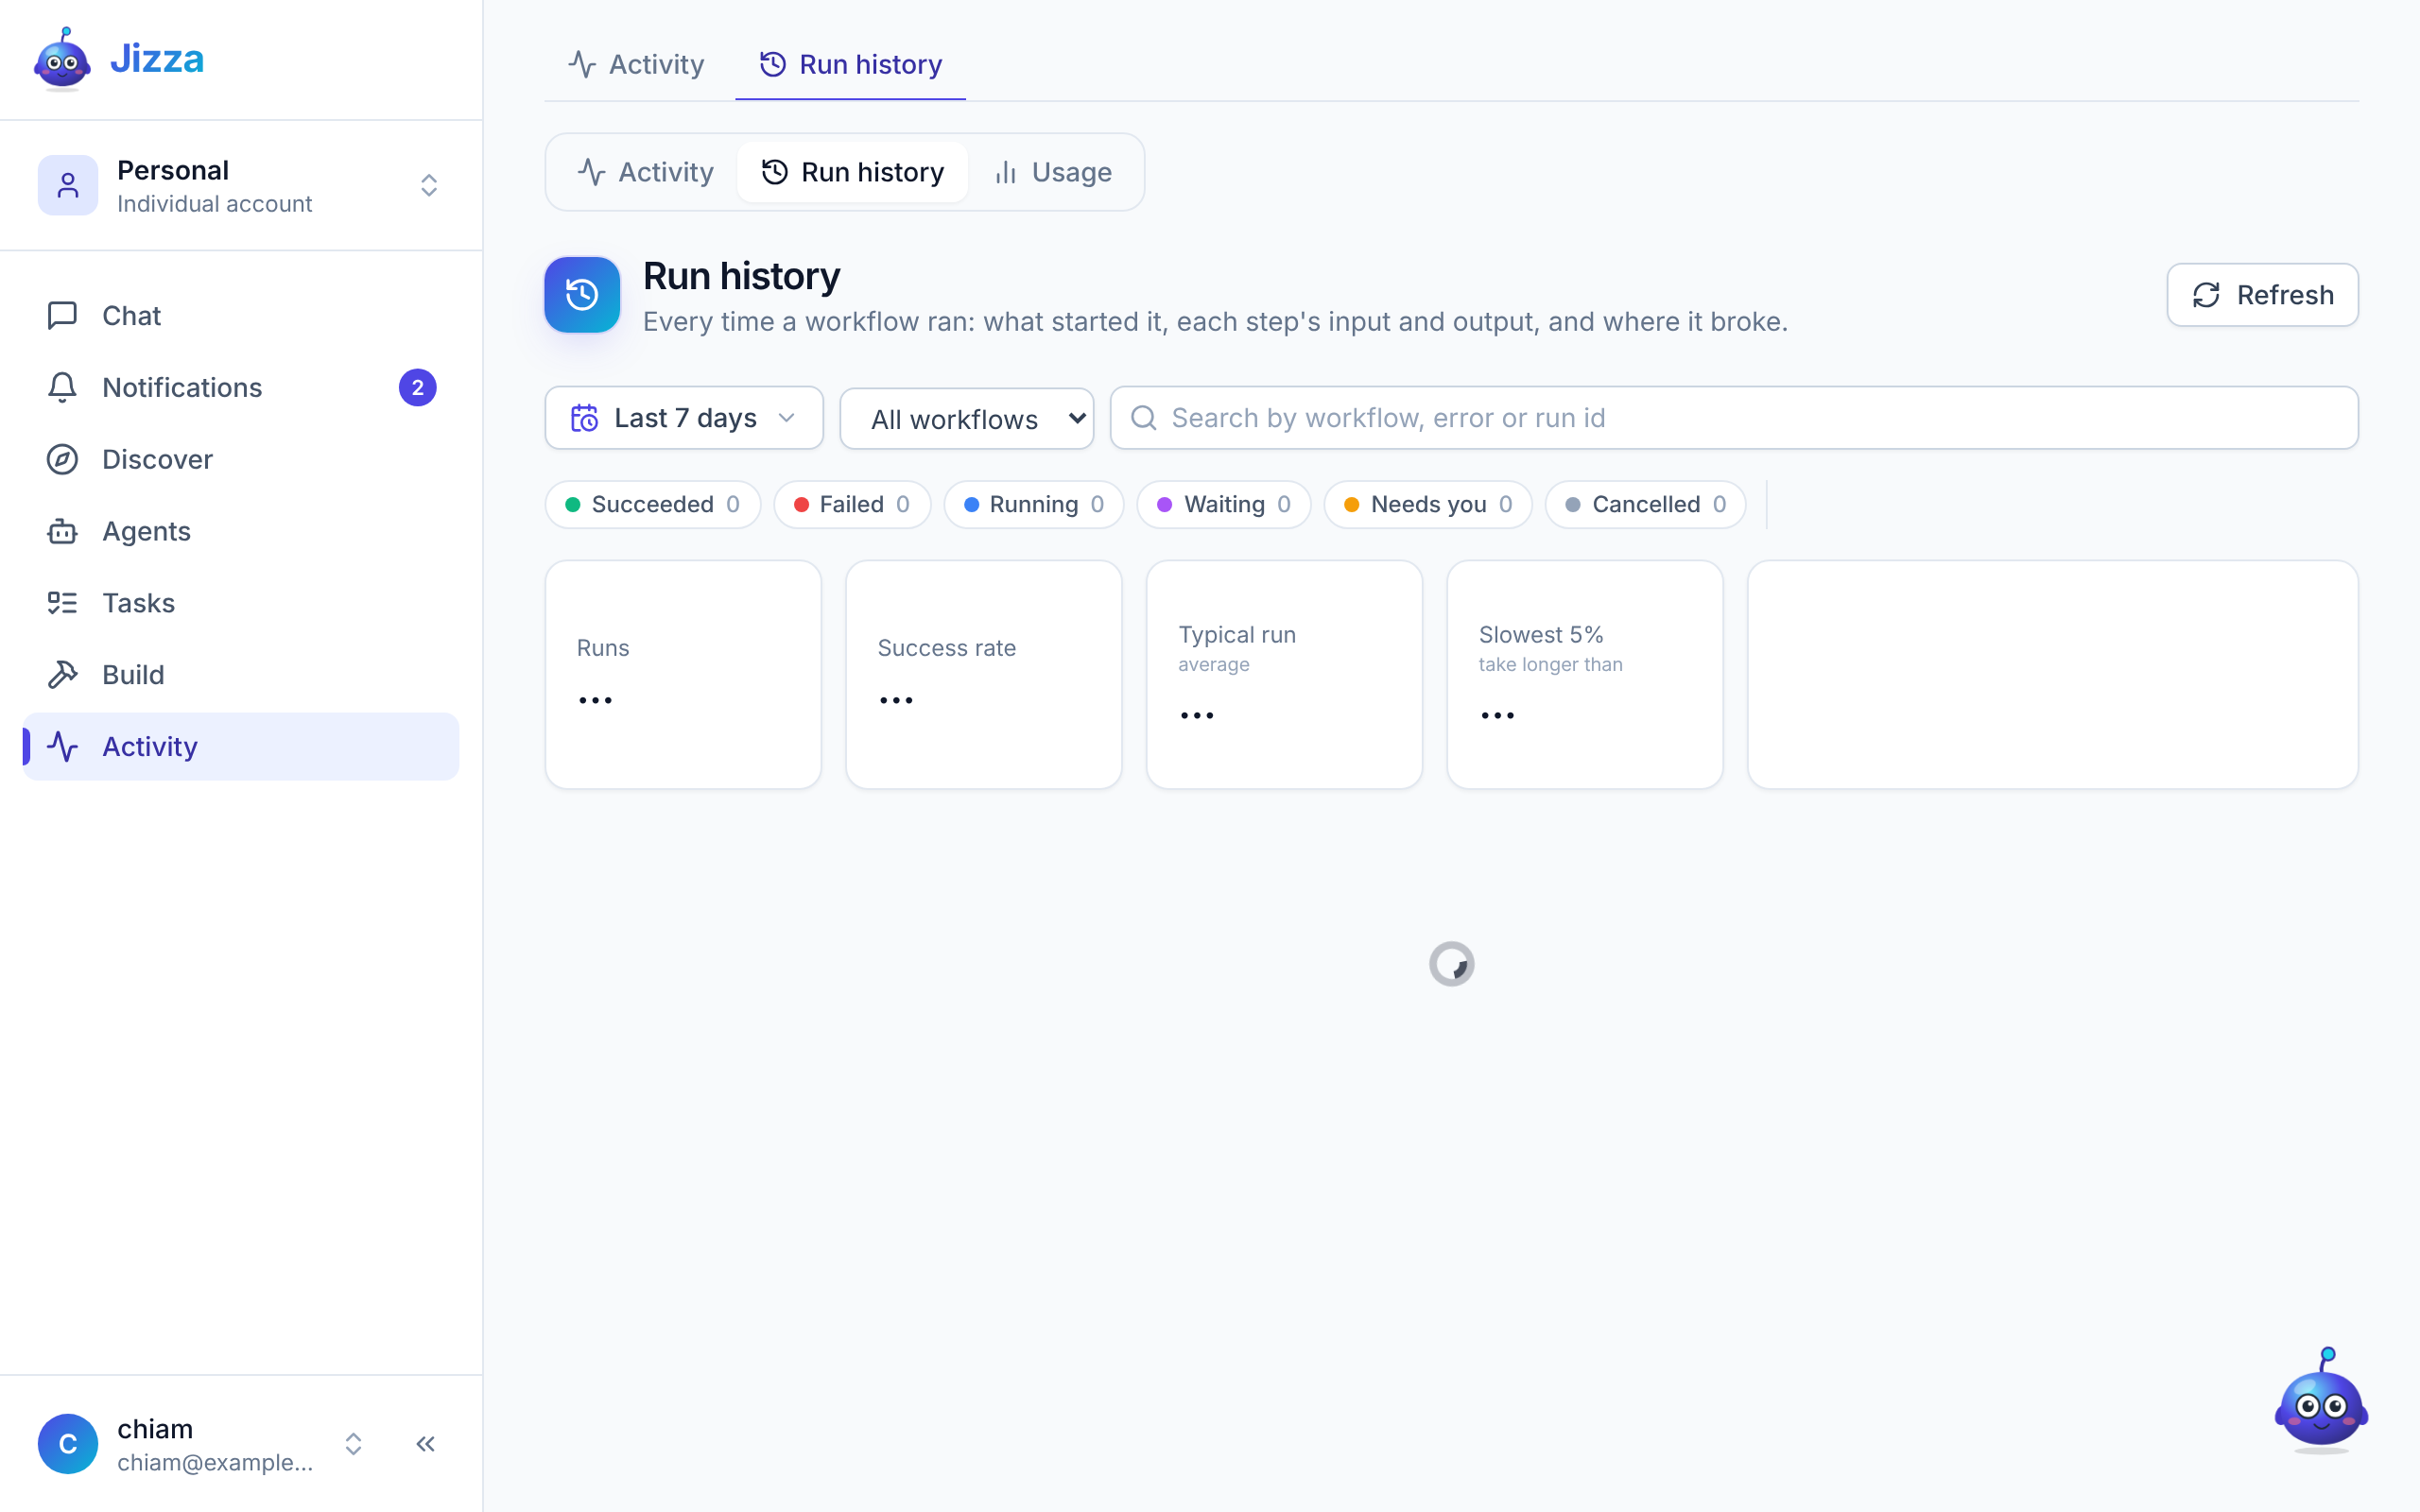 Jizza
Personal
Individual account
Chat
Notifications 2
Discover
Agents
Tasks
Build
Activity
C
chiam
chiam@example...
Activity Run history
Activity Run history Usage
Run history
Every time a workflow ran: what started it, each step's input and output, and where it broke.
Refresh
Last 7 days All workflows Search by workflow, error or run id
Succeeded 0 Failed 0 Running 0 Waiting 0 Needs you 0 Cancelled 0
Runs
...
Success rate
...
Typical run
average
...
Slowest 5%
take longer than
...